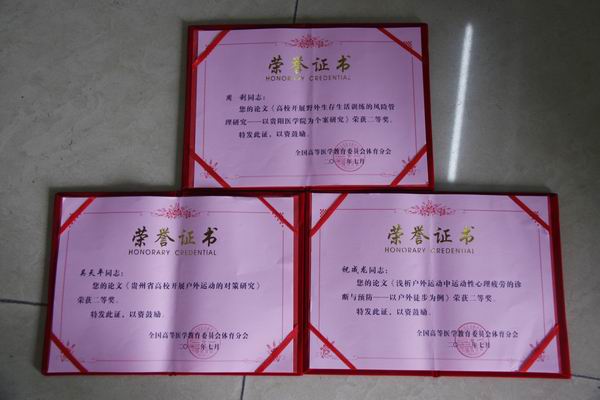 荣誉证书
HONORARY CREDENTIAL
周 利同志：
您的论文《高校开展野外生存生活训练的风险管
理研究——以贵阳医学院为个案研究》荣获二等奖。
特发此证，以资鼓励。
全国高等医学教育委员会体育分会
年七月
荣誉证书
HONORARY CREDENTIAL
吴天平同志：
您的论文《贵州省高校开展户外运动的对策研究》
荣获二等奖。
特发此证，以资鼓励。
全国高等医学教育委员会体育分会
年七月
荣誉证书
HONORARY CREDENTIAL
祝成龙同志：
您的论文《浅析户外运动中运动性心理疲劳的诊
断与预防——以户外徒步为例》荣获二等奖。
特发此证，以资鼓励。
全国高等医学教育委员会体育分会
年七月